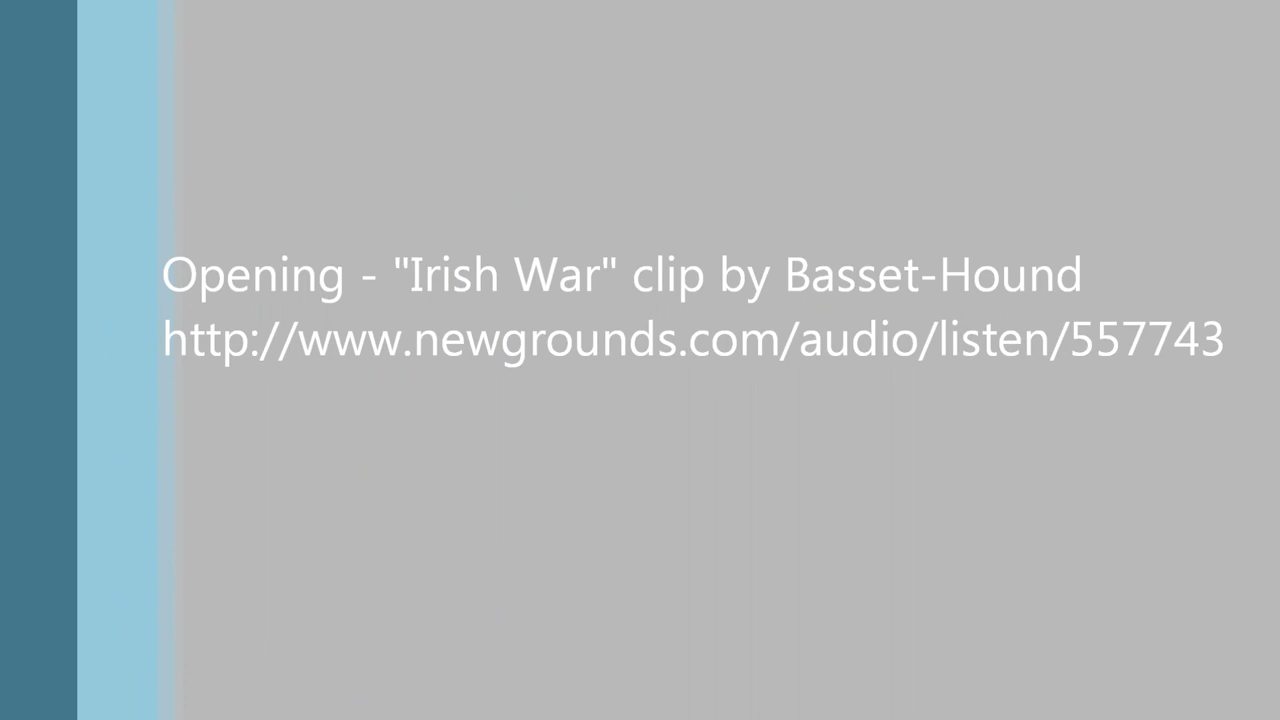 Opening - "Irish War" clip by Basset-Hound
http://www.newgrounds.com/audio/listen/557743